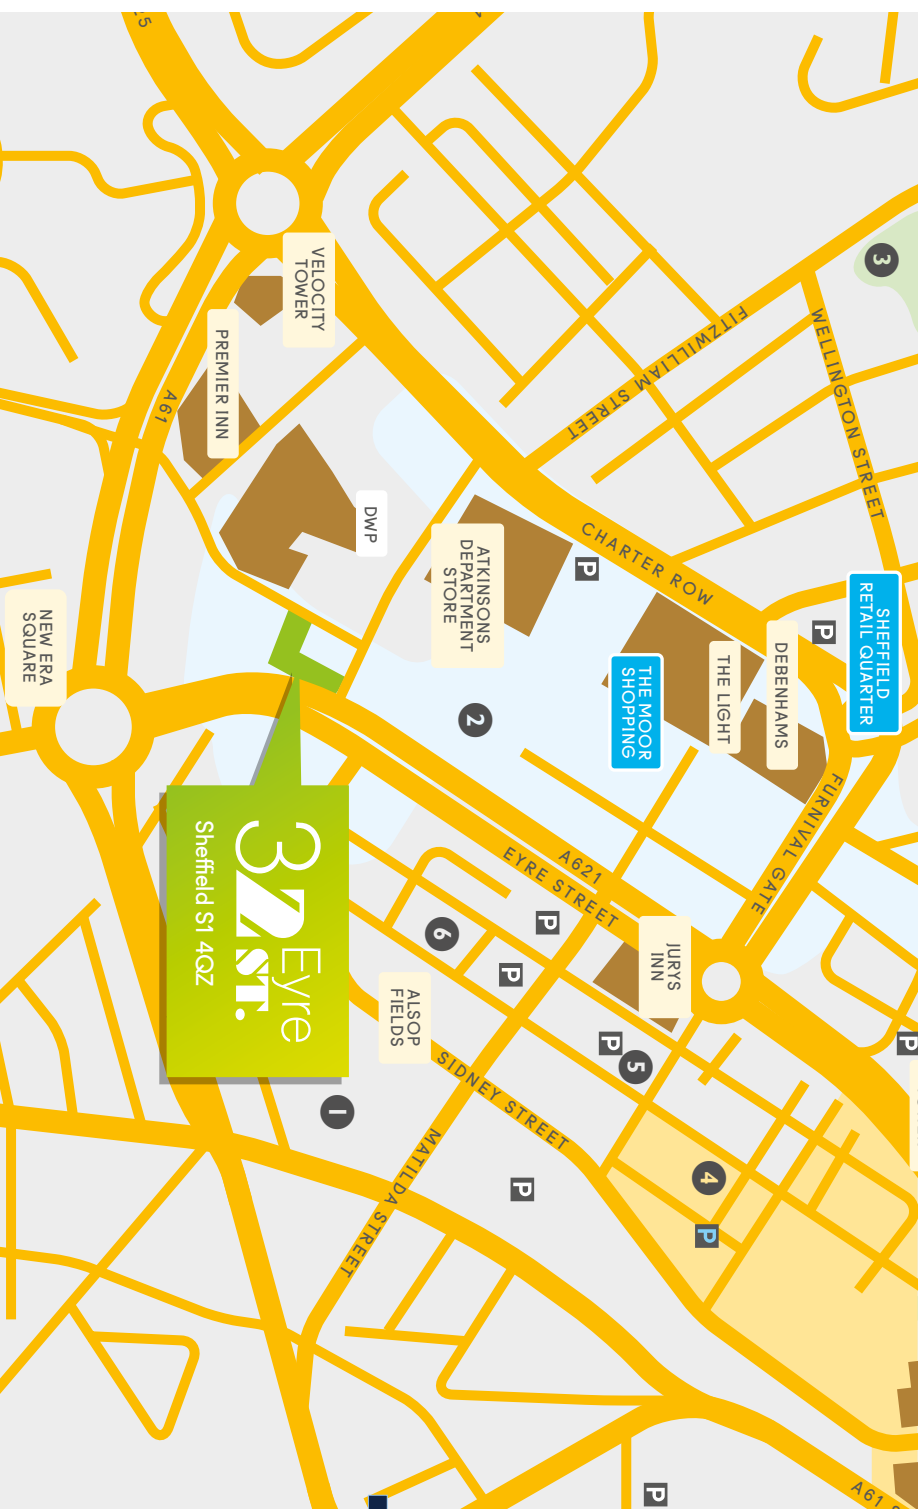 3
WELLINGTON STREET
SHEFFIELD
RETAIL QUARTER
P
P
FITZWILLIAM STREET
DEBENHAMS
FURNIVAL GATE
THE LIGHT
CHARTER ROW
THE MOOR
SHOPPING
A61
4
P
JURYS
INN
5
P
P
P
2
ATKINSONS
DEPARTMENT
STORE
A621
EYRE STREET
P
P
P
6
SIDNEY STREET
ALSOP
FIELDS
MATILDA STREET
DWP
1
VELOCITY
TOWER
PREMIER INN
32 Eyre
ST.
Sheffield S1 4QZ
A61
NEW ERA
SQUARE